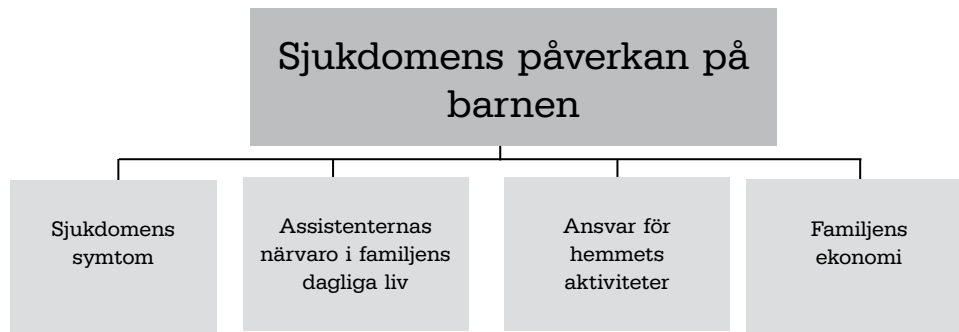 Sjukdomens påverkan på
barnen
Sjukdomens
symtom
Assistenternas
närvaro i familjens
dagliga liv
Ansvar för
hemmets
aktiviteter
Familjens
ekonomi